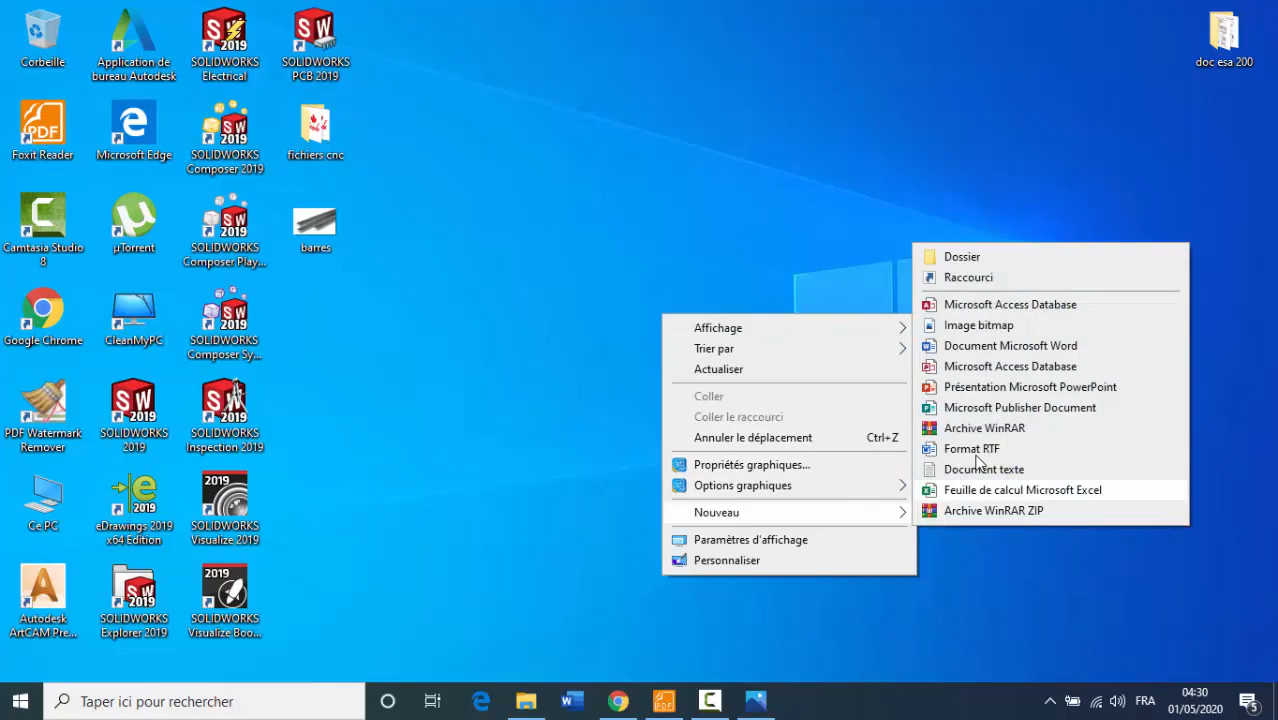 Corbeille
Application de
bureau Autodesk
SOLIDWORKS
Electrical
SOLIDWORKS
PCB 2019
doc esa 200
Foxit Reader
Microsoft Edge
SOLIDWORKS
Composer 2019
fichiers cnc
Camtasia Studio
8
µTorrent
SOLIDWORKS
Composer Play...
barres
Google Chrome
CleanMyPC
SOLIDWORKS
Composer Sy...
PDF Watermark
Remover
SOLIDWORKS
2019
SOLIDWORKS
Inspection 2019
Ce PC
eDrawings 2019
x64 Edition
SOLIDWORKS
Visualize 2019
Autodesk
ArtCAM Pre...
SOLIDWORKS
Explorer 2019
SOLIDWORKS
Visualize Boo...
Affichage
Trier par
Actualiser
Coller
Coller le raccourci
Annuler le déplacement Ctrl+Z
Propriétés graphiques...
Options graphiques
Nouveau
Paramètres d'affichage
Personnaliser
Dossier
Raccourci
Microsoft Access Database
Image bitmap
Document Microsoft Word
Microsoft Access Database
Présentation Microsoft PowerPoint
Microsoft Publisher Document
Archive WinRAR
Format RTF
Document texte
Feuille de calcul Microsoft Excel
Archive WinRAR ZIP
Taper ici pour rechercher
FRA
04:30
01/05/2020
5